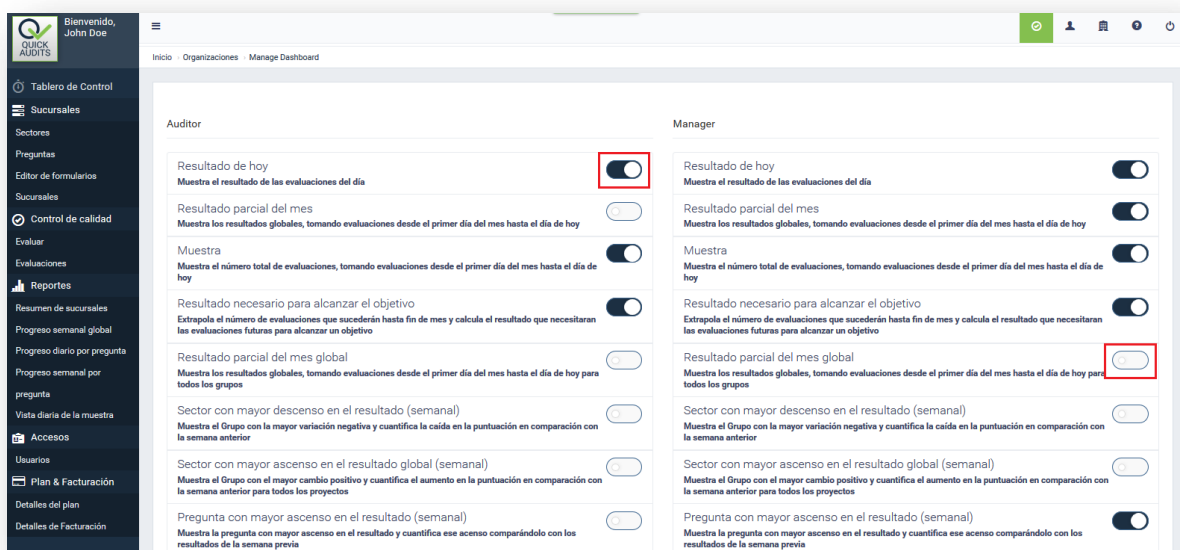 Bienvenido,
John Doe
QUICK
AUDITS
Inicio › Organizaciones › Manage Dashboard
Tablero de Control
Sucursales
Sectores
Preguntas
Editor de formularios
Sucursales
Control de calidad
Evaluar
Evaluaciones
Reportes
Resumen de sucursales
Progreso semanal global
Progreso diario por pregunta
Progreso semanal por
pregunta
Vista diaria de la muestra
Accesos
Usuarios
Plan & Facturación
Detalles del plan
Detalles de Facturación
Auditor
Resultado de hoy
Muestra el resultado de las evaluaciones del día
Resultado parcial del mes
Muestra los resultados globales, tomando evaluaciones desde el primer día del mes hasta el día de hoy
Muestra
Muestra el número total de evaluaciones, tomando evaluaciones desde el primer día del mes hasta el día de
hoy
Resultado necesario para alcanzar el objetivo
Extrapola el número de evaluaciones que sucederán hasta fin de mes y calcula el resultado que necesitaran
las evaluaciones futuras para alcanzar un objetivo
Resultado parcial del mes global
Muestra los resultados globales, tomando evaluaciones desde el primer día del mes hasta el día de hoy para
todos los grupos
Sector con mayor descenso en el resultado (semanal)
Muestra el Grupo con la mayor variación negativa y cuantifica la caída en la puntuación en comparación con
la semana anterior
Sector con mayor ascenso en el resultado global (semanal)
Muestra el Grupo con el mayor cambio positivo y cuantifica el aumento en la puntuación en comparación con
la semana anterior para todos los proyectos
Pregunta con mayor ascenso en el resultado (semanal)
Muestra la pregunta con mayor ascenso en el resultado y cuantifica ese acenso comparándolo con los
resultados de la semana previa
Manager
Resultado de hoy
Muestra el resultado de las evaluaciones del día
Resultado parcial del mes
Muestra los resultados globales, tomando evaluaciones desde el primer día del mes hasta el día de hoy
Muestra
Muestra el número total de evaluaciones, tomando evaluaciones desde el primer día del mes hasta el día de
hoy
Resultado necesario para alcanzar el objetivo
Extrapola el número de evaluaciones que sucederán hasta fin de mes y calcula el resultado que necesitaran
las evaluaciones futuras para alcanzar un objetivo
Resultado parcial del mes global
Muestra los resultados globales, tomando evaluaciones desde el primer día del mes hasta el día de hoy para
todos los grupos
Sector con mayor descenso en el resultado (semanal)
Muestra el Grupo con la mayor variación negativa y cuantifica la caída en la puntuación en comparación con
la semana anterior
Sector con mayor ascenso en el resultado global (semanal)
Muestra el Grupo con el mayor cambio positivo y cuantifica el aumento en la puntuación en comparación con
la semana anterior para todos los proyectos
Pregunta con mayor ascenso en el resultado (semanal)
Muestra la pregunta con mayor ascenso en el resultado y cuantifica ese acenso comparándolo con los
resultados de la semana previa